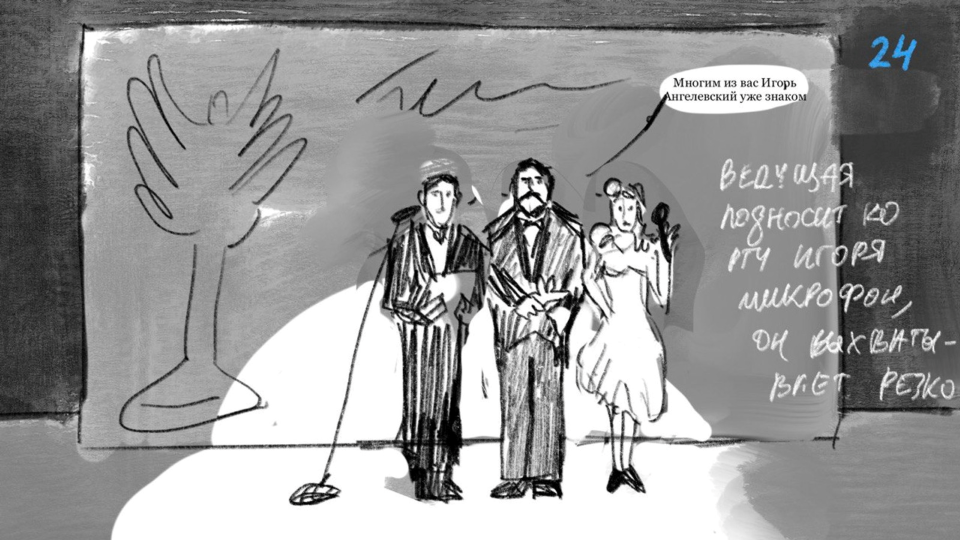 24
Многим из вас Игорь
Ангелевский уже знаком
ВЕДУЩАЯ
ПОДНОСИТ КО
РТУ ИГОРЯ
МИКРОФОН,
ОН ВЫХВАТЫ-
ВАЕТ РЕЗКО